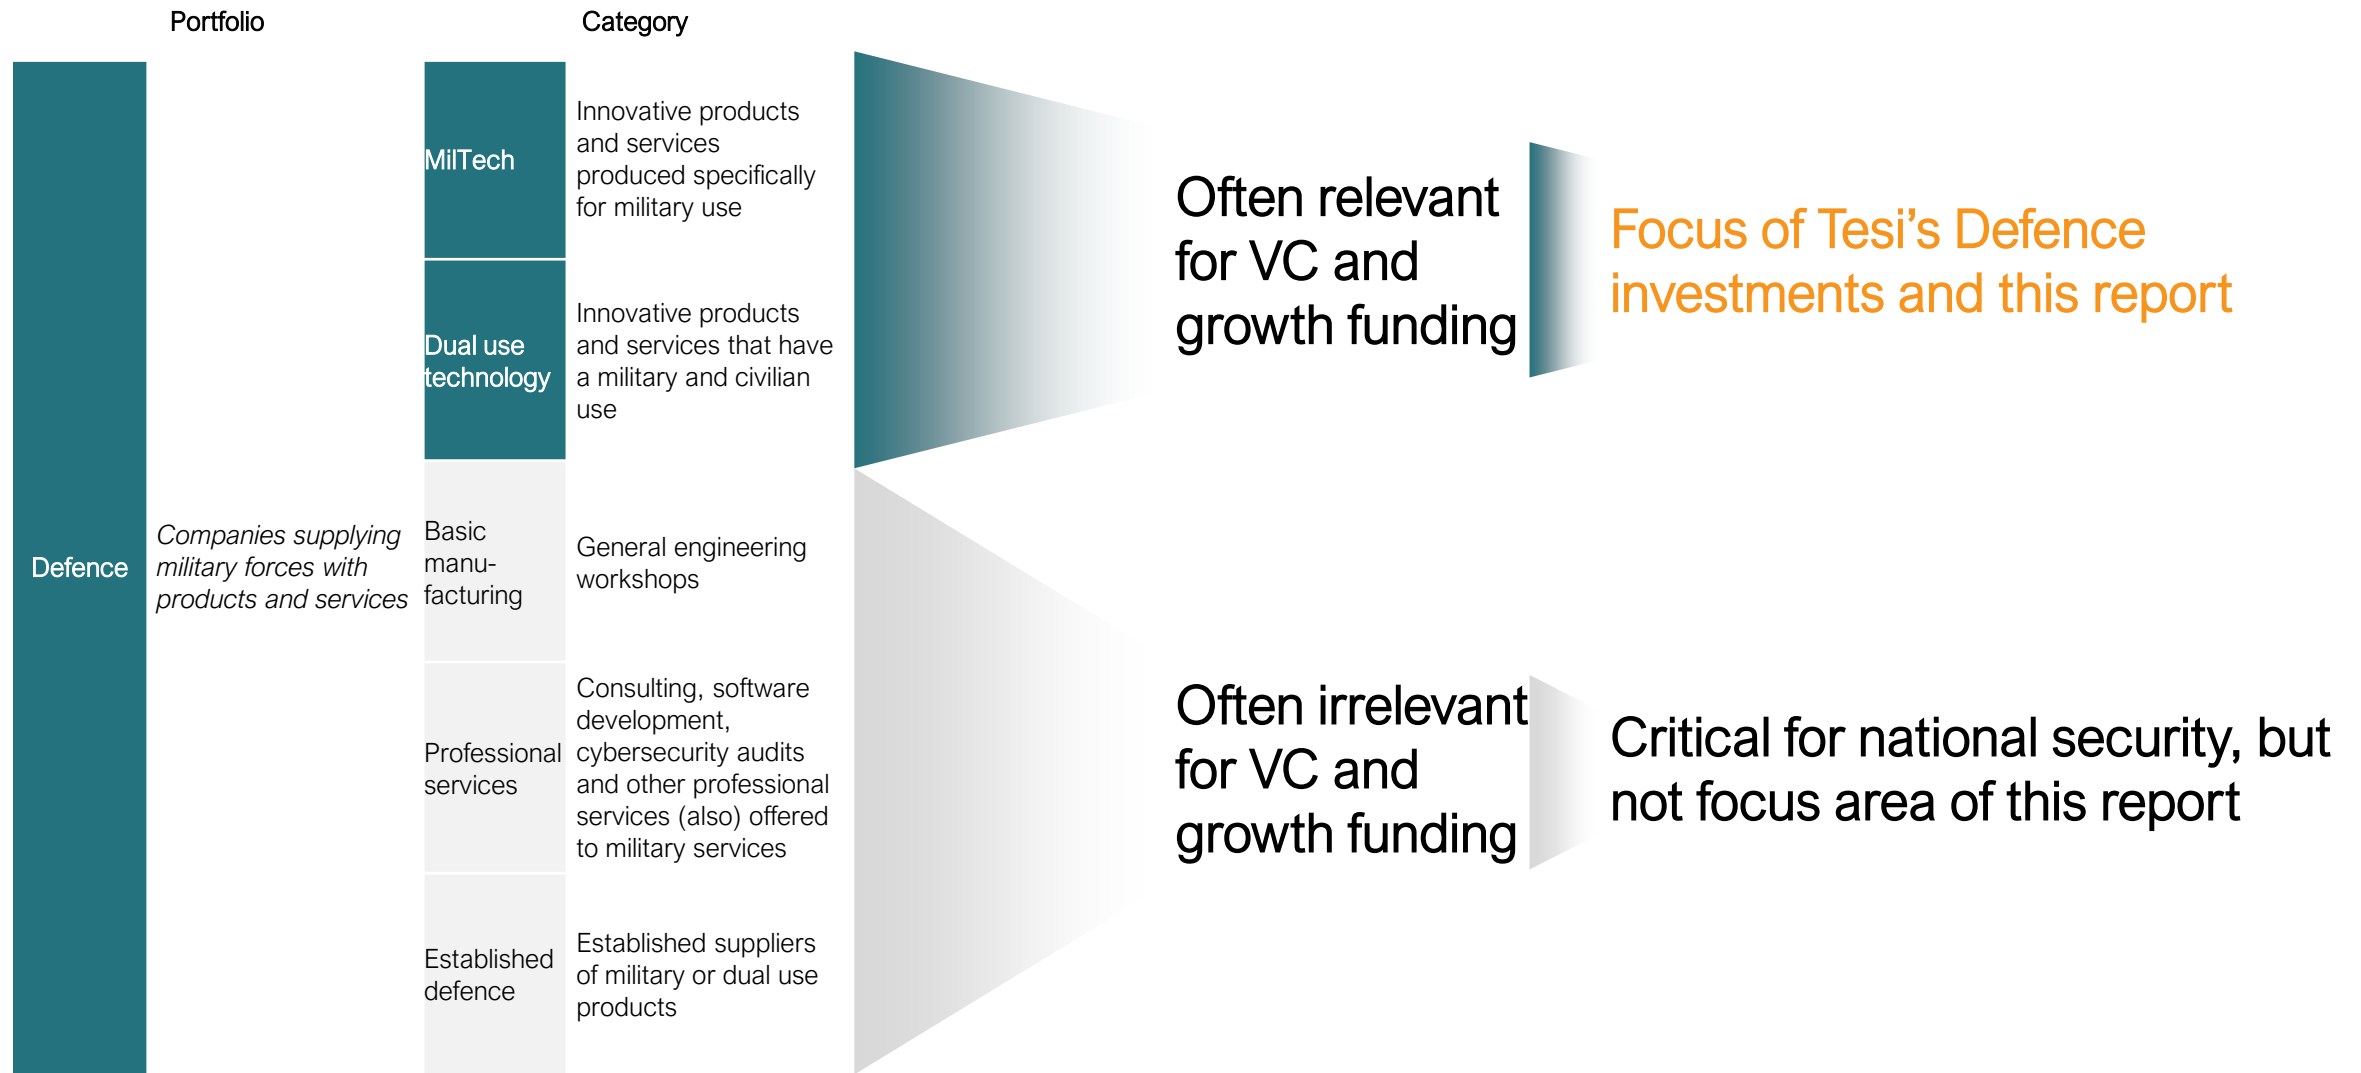 Portfolio
Category
Defence
Companies supplying
military forces with
products and services
MilTech
Innovative products
and services
produced specifically
for military use
Dual use
technology
Innovative products
and services that have
a military and civilian
use
Basic
manu-
facturing
General engineering
workshops
Professional
services
Consulting, software
development,
cybersecurity audits
and other professional
services (also) offered
to military services
Established
defence
Established suppliers
of military or dual use
products
Often relevant
for VC and
growth funding
Focus of Tesi’s Defence
investments and this report
Often irrelevant
for VC and
growth funding
Critical for national security, but
not focus area of this report